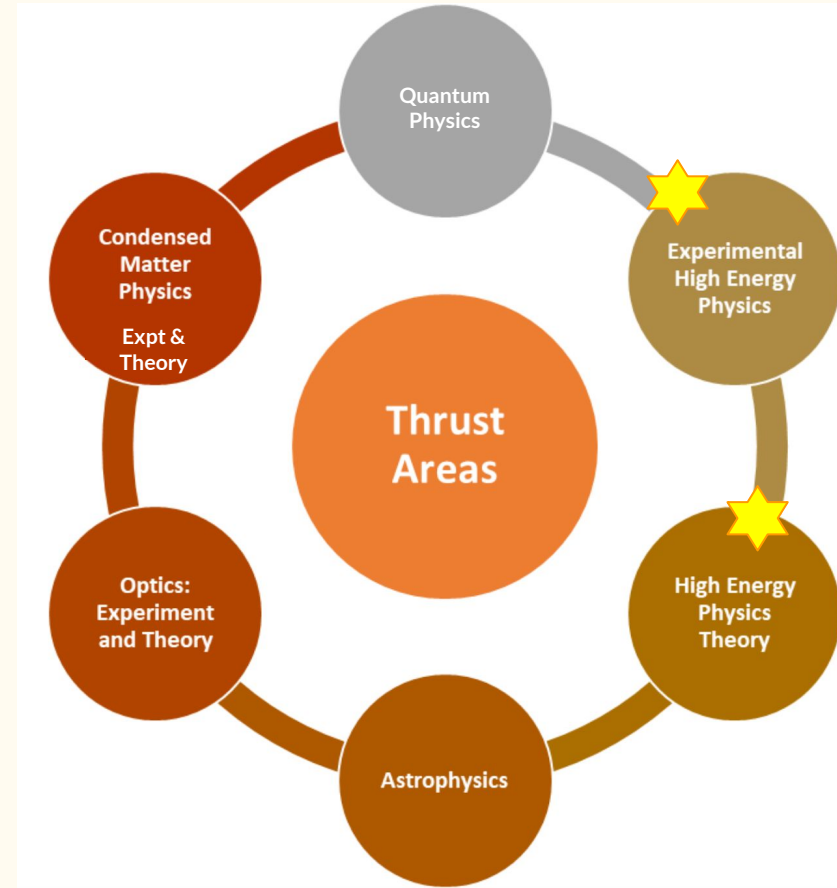 Quantum
Physics
Condensed
Matter
Physics
Expt &
Theory
Experimental
High Energy
Physics
Thrust
Areas
Optics:
Experiment
and Theory
High Energy
Physics
Theory
Astrophysics